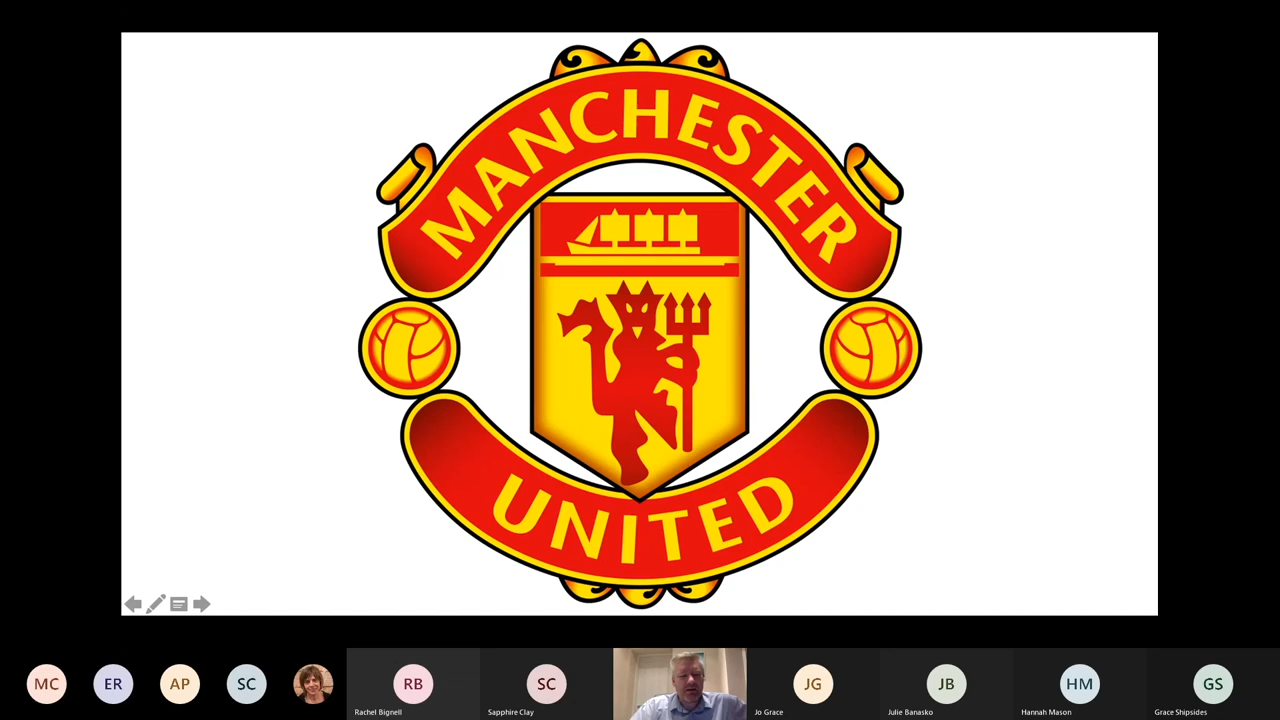 MANCHESTER
UNITED
MC
ER
AP
SC
RB
SC
JG
JB
HM
GS
Rachel Bignell
Sapphire Clay
Jo Grace
Julie Banasko
Hannah Mason
Grace Shipsides